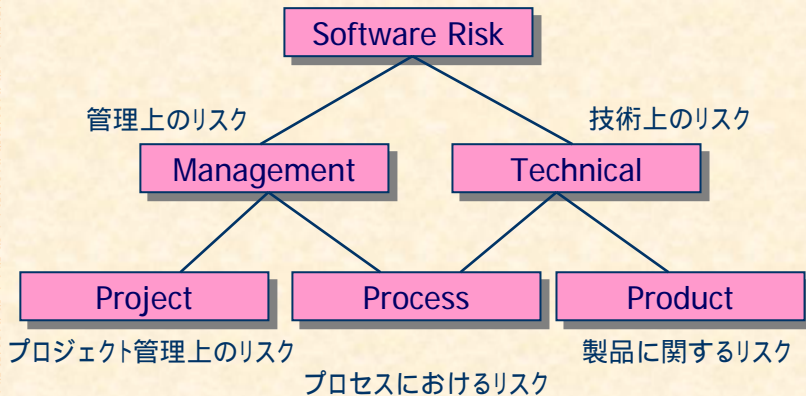 Software Risk
管理上のリスク
技術上のリスク
Management
Technical
Project
Process
Product
プロジェクト管理上のリスク
製品に関するリスク
プロセスにおけるリスク